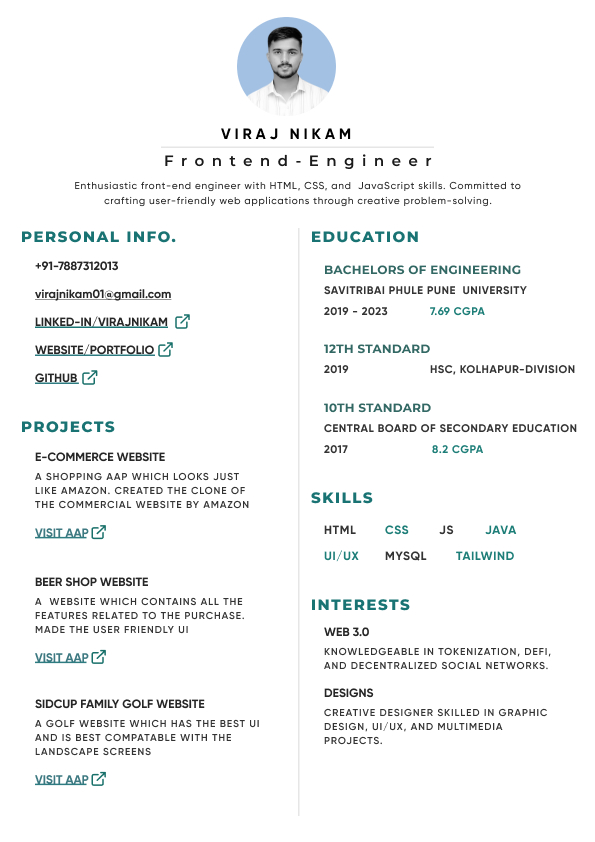 VIRAJ NIKAM
Frontend-Engineer
Enthusiastic front-end engineer with HTML, CSS, and JavaScript skills. Committed to
crafting user-friendly web applications through creative problem-solving.
PERSONAL INFO.
+91-7887312013
virajnikam01@gmail.com
LINKED-IN/VIRAJNIKAM
WEBSITE/PORTFOLIO
GITHUB
PROJECTS
E-COMMERCE WEBSITE
A SHOPPING AAP WHICH LOOKS JUST
LIKE AMAZON. CREATED THE CLONE OF
THE COMMERCIAL WEBSITE BY AMAZON
VISIT AAP
BEER SHOP WEBSITE
A WEBSITE WHICH CONTAINS ALL THE
FEATURES RELATED TO THE PURCHASE.
MADE THE USER FRIENDLY UI
VISIT AAP
SIDCUP FAMILY GOLF WEBSITE
A GOLF WEBSITE WHICH HAS THE BEST UI
AND IS BEST COMPATABLE WITH THE
LANDSCAPE SCREENS
VISIT AAP
EDUCATION
BACHELORS OF ENGINEERING
SAVITRIBAI PHULE PUNE UNIVERSITY
2019 - 2023 7.69 CGPA
12TH STANDARD
2019 HSC, KOLHAPUR-DIVISION
10TH STANDARD
CENTRAL BOARD OF SECONDARY EDUCATION
2017 8.2 CGPA
SKILLS
HTML CSS JS JAVA
UI/UX MYSQL TAILWIND
INTERESTS
WEB 3.0
KNOWLEDGEABLE IN TOKENIZATION, DEFI,
AND DECENTRALIZED SOCIAL NETWORKS.
DESIGNS
CREATIVE DESIGNER SKILLED IN GRAPHIC
DESIGN, UI/UX, AND MULTIMEDIA
PROJECTS.